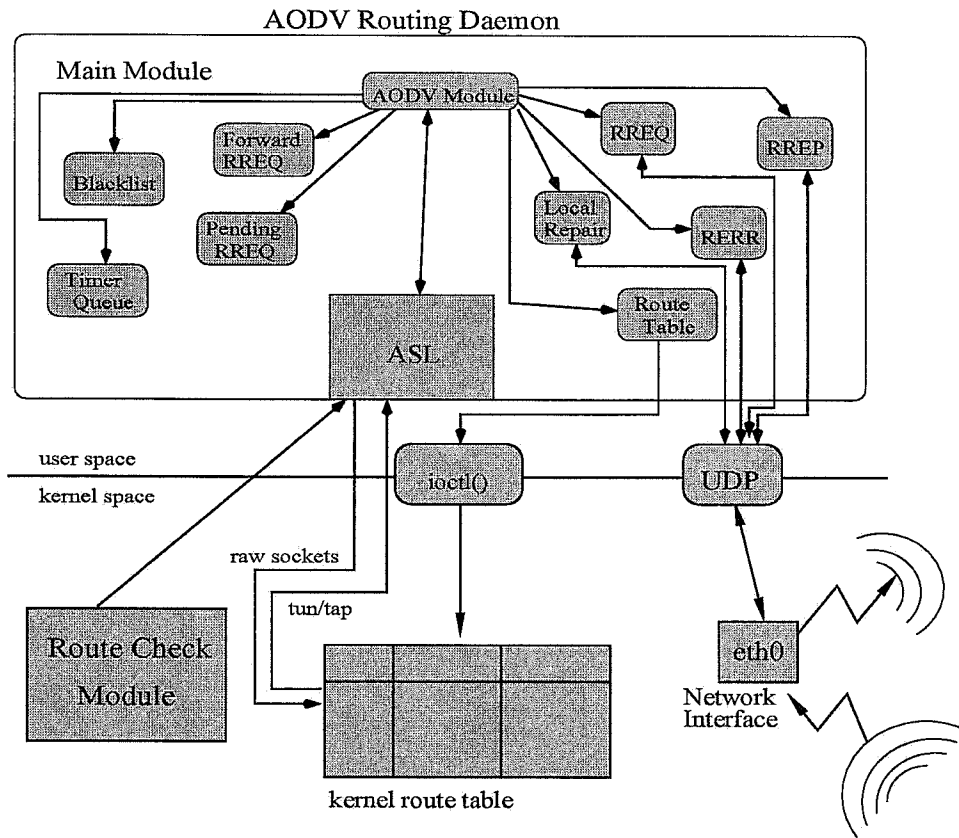 AODV Routing Daemon
Main Module
AODV Module
Forward
RREQ
RREQ
RREP
Blacklist
Pending
RREQ
Local
Repair
RERR
Timer
Queue
Route
Table
ASL
user space
kernel space
ioctl()
UDP
raw sockets
tun/tap
Route Check
Module
eth0
Network
Interface
kernel route table